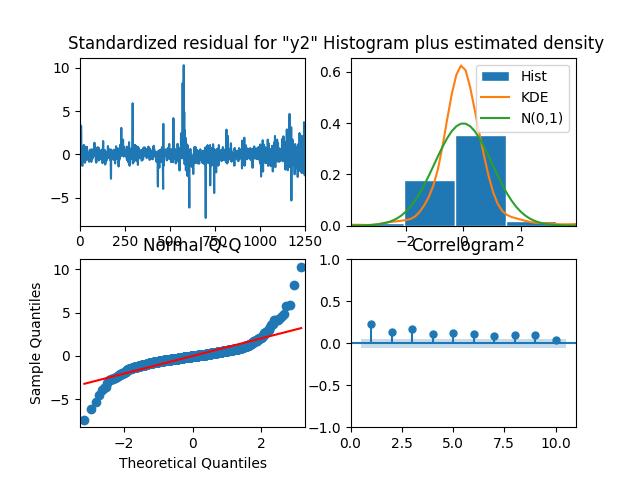 Standardized residual for "y2"
Histogram plus estimated density
10
5
0
−5
0 250 500 750 1000 1250
0.6
0.4
0.2
0.0
−2 0 2
Hist
KDE
N(0,1)
Normal Q-Q
Correlogram
Sample Quantiles
10
5
0
−5
−2 0 2
Theoretical Quantiles
1.0
0.5
0.0
−0.5
−1.0
0.0 2.5 5.0 7.5 10.0